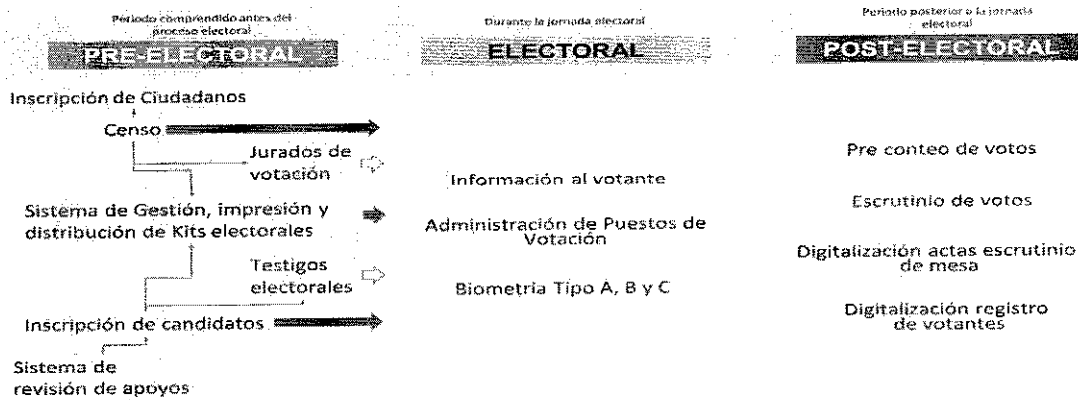 Período comprendido antes del
proceso electoral
PRE-ELECTORAL
Inscripción de Ciudadanos
Censo
Jurados de
votación
Sistema de Gestión, impresión y
distribución de Kits electorales
Testigos
electorales
Inscripción de candidatos
Sistema de
revisión de apoyos
Durante la jornada electoral
ELECTORAL
Información al votante
Administración de Puestos de
Votación
Biometría Tipo A, B y C
Periodo posterior a la jornada
electoral
POST-ELECTORAL
Pre conteo de votos
Escrutinio de votos
Digitalización actas escrutinio
de mesa
Digitalización registro
de votantes